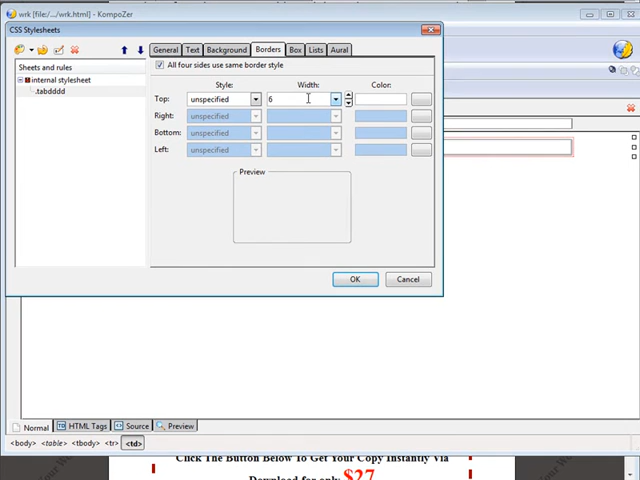 wrk [file:/.../wrk.html] - KompoZer
CSS Stylesheets
General Text Background Borders Box Lists Aural
Sheets and rules
All four sides use same border style
internal stylesheet
.tabdddd
Style: Width: Color:
Top: unspecified 6
Right: unspecified
Bottom: unspecified
Left: unspecified
Preview
OK Cancel
Normal HTML Tags Source Preview
<body> <table> <tbody> <tr> <td>
Click The Button Below To Get Your Copy Instantly Via
Download for only $27